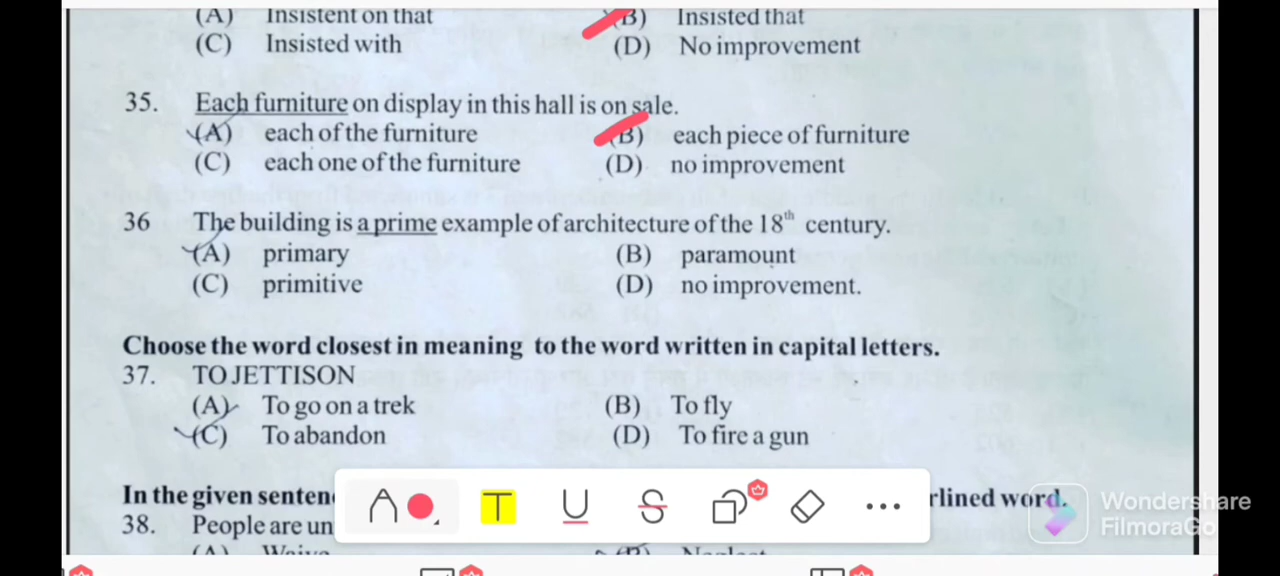 (A) Insistent on that (B) Insisted that
(C) Insisted with (D) No improvement
35. Each furniture on display in this hall is on sale.
(A) each of the furniture (B) each piece of furniture
(C) each one of the furniture (D) no improvement
36 The building is a prime example of architecture of the 18th century.
(A) primary (B) paramount
(C) primitive (D) no improvement.
Choose the word closest in meaning to the word written in capital letters.
37. TO JETTISON
(A) To go on a trek (B) To fly
(C) To abandon (D) To fire a gun
In the given senten rlined word.
38. People are un
(A) Waive (B) Neglect
T U S
Wondershare
FilmoraGo